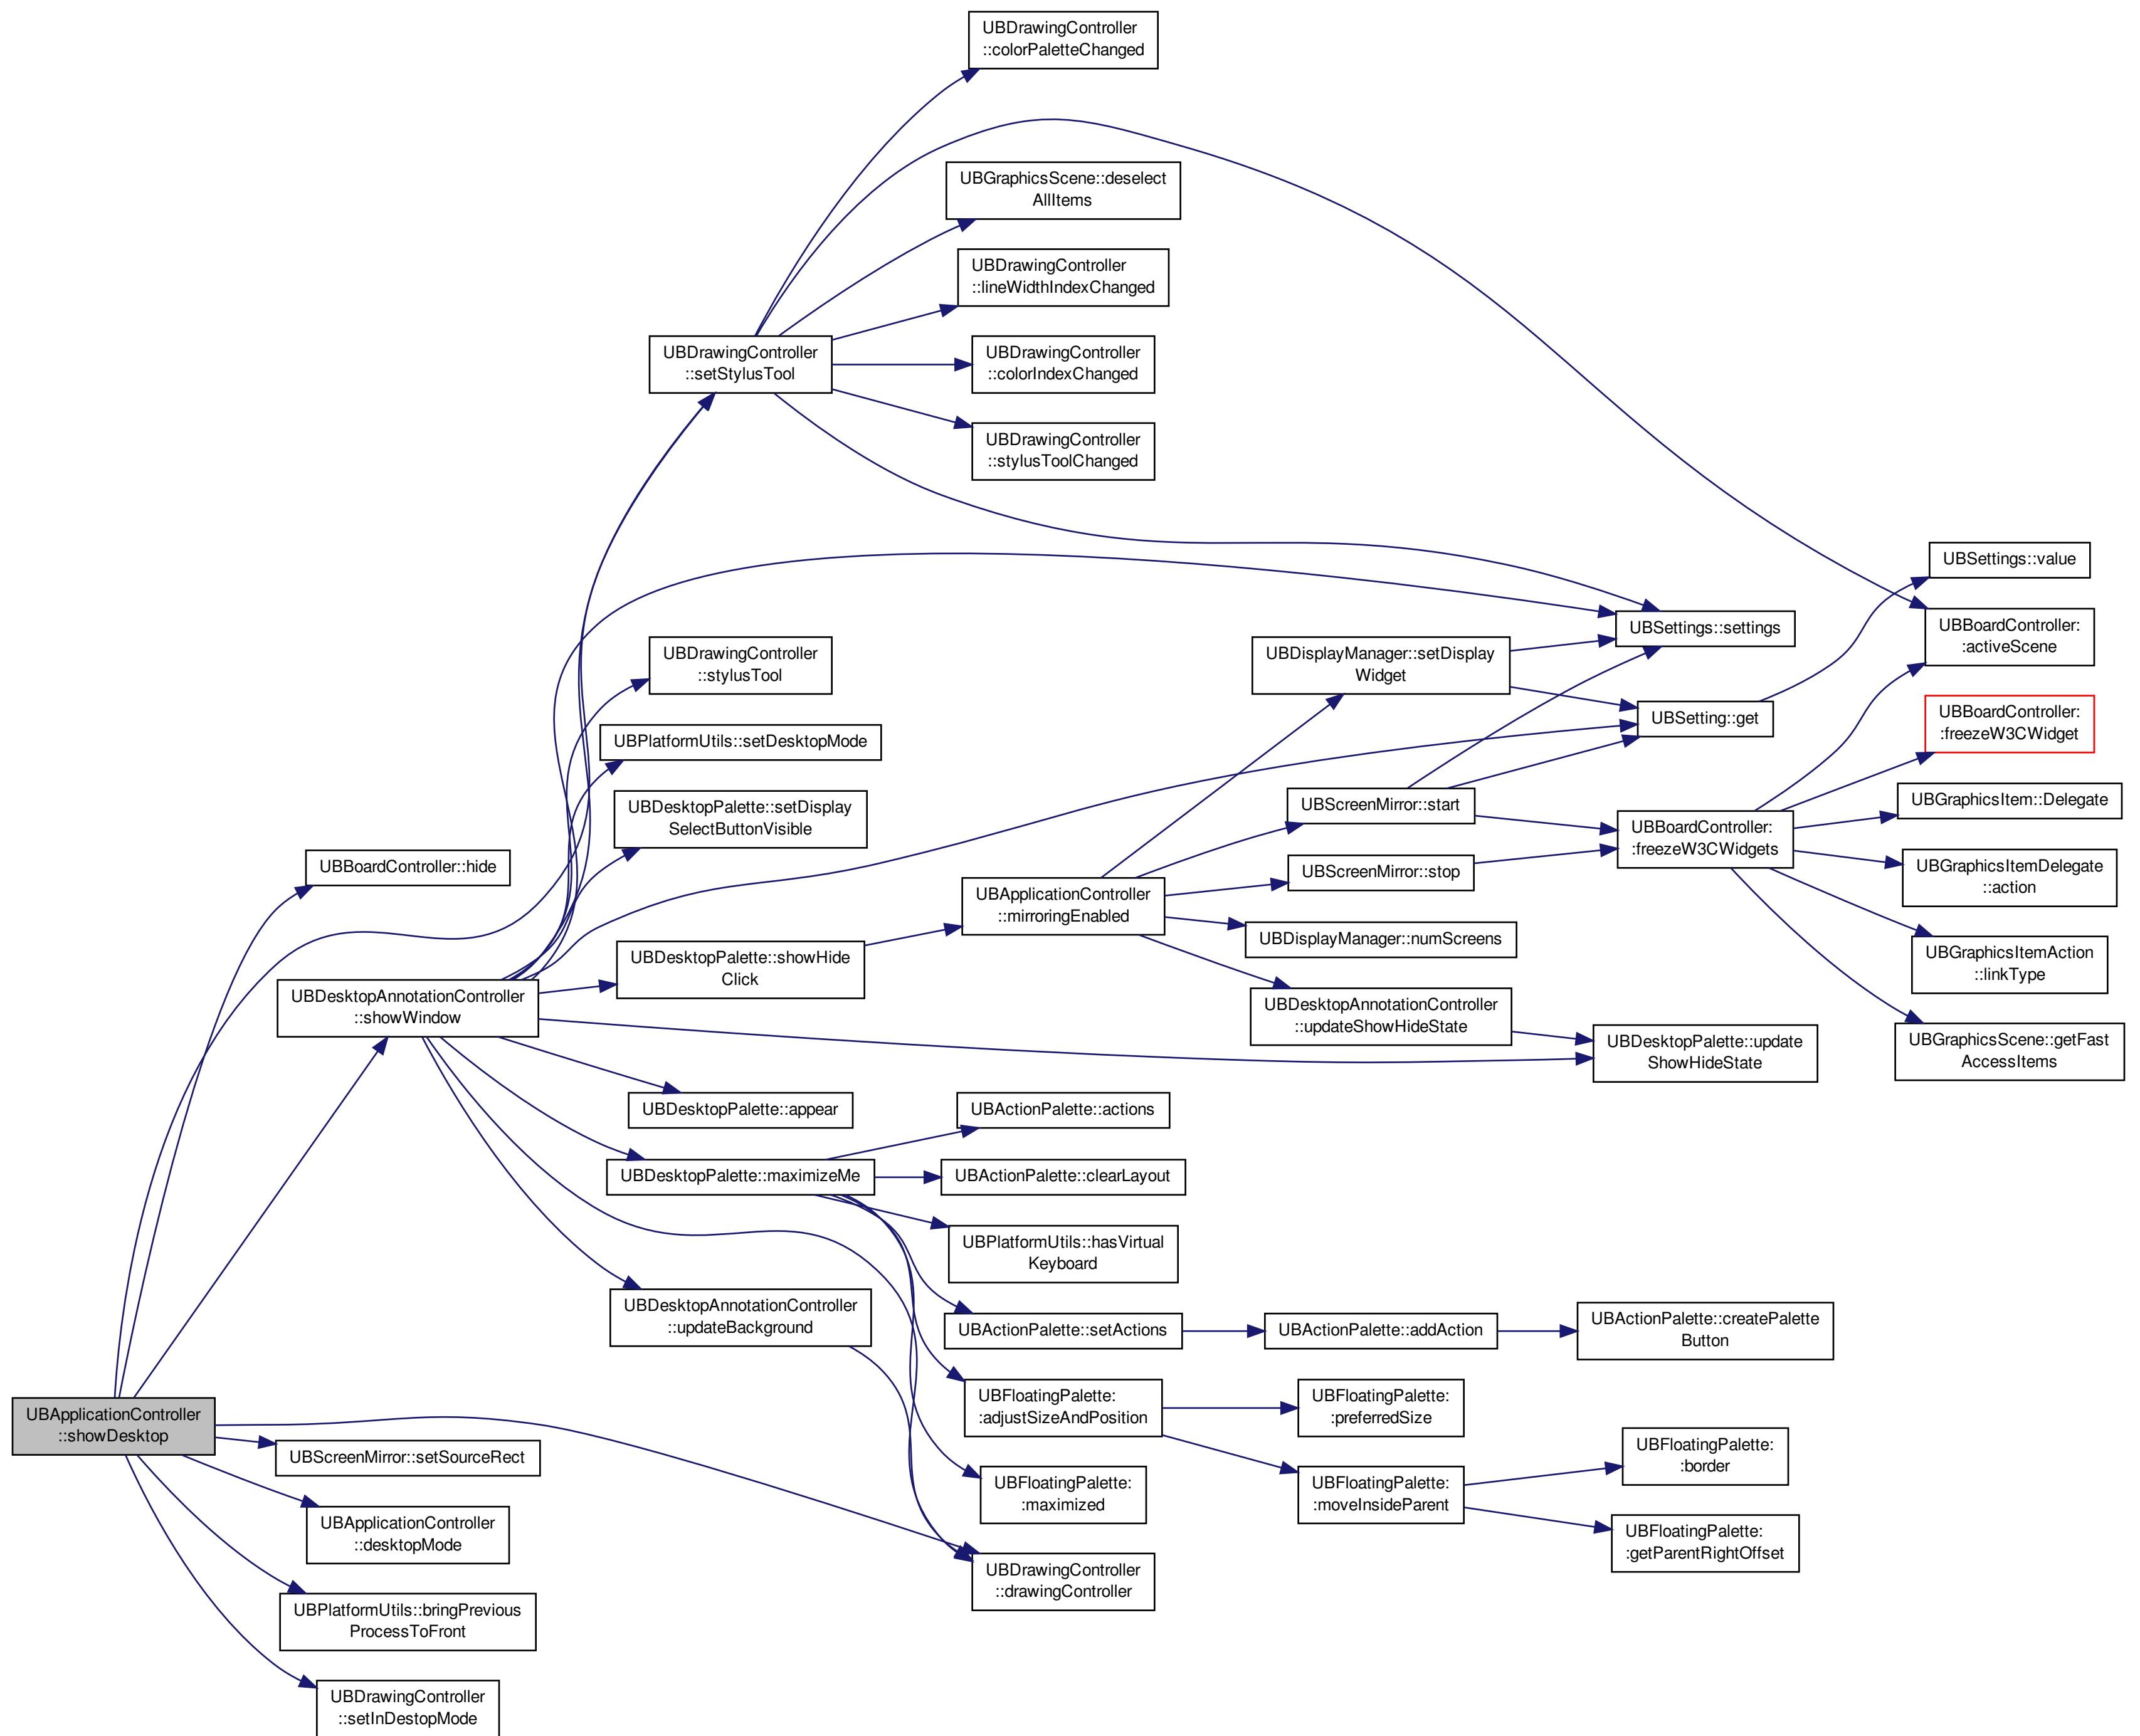 UBDrawingController
::colorPaletteChanged
UBGraphicsScene::deselect
AllItems
UBDrawingController
::lineWidthIndexChanged
UBDrawingController
::setStylusTool
UBDrawingController
::colorIndexChanged
UBDrawingController
::stylusToolChanged
UBSettings::value
UBSettings::settings
UBBoardController:
:activeScene
UBDrawingController
::stylusTool
UBDisplayManager::setDisplay
Widget
UBSetting::get
UBBoardController:
:freezeW3CWidget
UBPlatformUtils::setDesktopMode
UBDesktopPalette::setDisplay
SelectButtonVisible
UBScreenMirror::start
UBGraphicsItem::Delegate
UBBoardController:
:freezeW3CWidgets
UBBoardController::hide
UBScreenMirror::stop
UBGraphicsItemDelegate
::action
UBApplicationController
::mirroringEnabled
UBDisplayManager::numScreens
UBGraphicsItemAction
::linkType
UBDesktopPalette::showHide
Click
UBDesktopAnnotationController
::showWindow
UBDesktopAnnotationController
::updateShowHideState
UBDesktopPalette::update
ShowHideState
UBGraphicsScene::getFast
AccessItems
UBDesktopPalette::appear
UBActionPalette::actions
UBDesktopPalette::maximizeMe
UBActionPalette::clearLayout
UBPlatformUtils::hasVirtual
Keyboard
UBDesktopAnnotationController
::updateBackground
UBActionPalette::setActions
UBActionPalette::addAction
UBActionPalette::createPalette
Button
UBFloatingPalette:
:adjustSizeAndPosition
UBFloatingPalette:
:preferredSize
UBApplicationController
::showDesktop
UBScreenMirror::setSourceRect
UBFloatingPalette:
:border
UBFloatingPalette:
:maximized
UBFloatingPalette:
:moveInsideParent
UBApplicationController
::desktopMode
UBFloatingPalette:
:getParentRightOffset
UBDrawingController
::drawingController
UBPlatformUtils::bringPrevious
ProcessToFront
UBDrawingController
::setInDestopMode